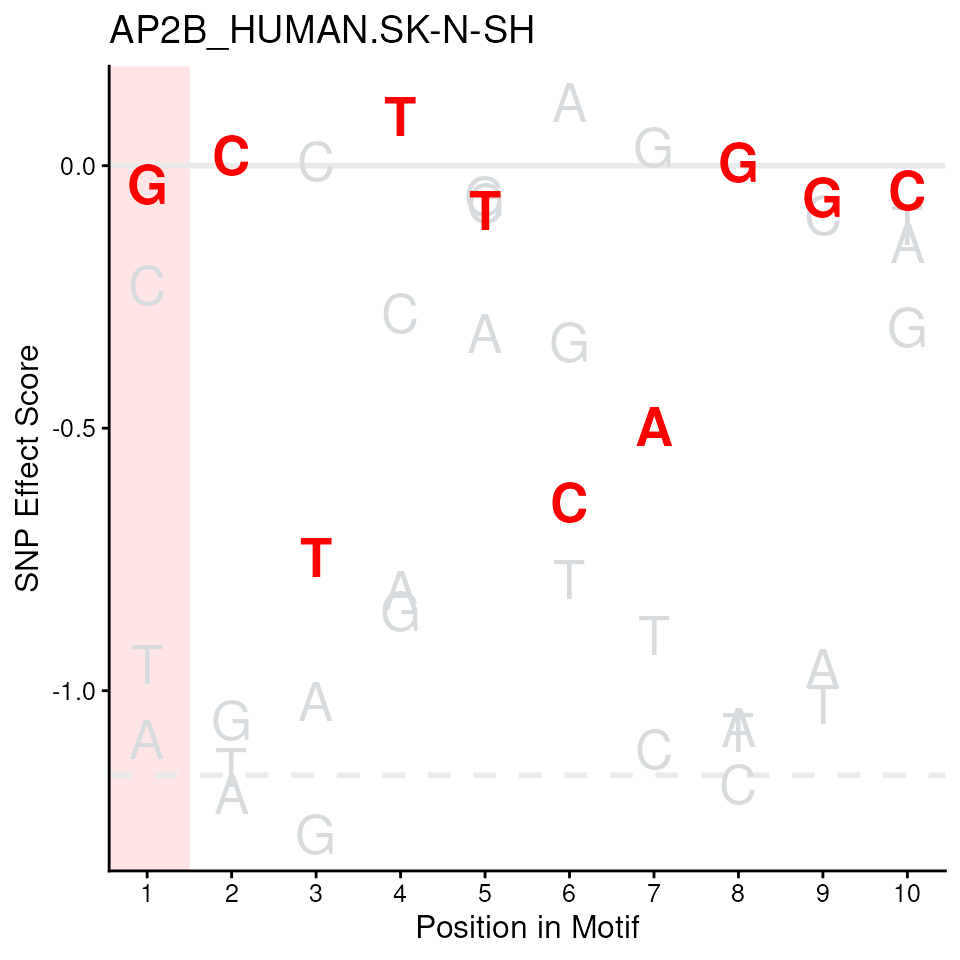 AP2B_HUMAN.SK-N-SH
SNP Effect Score
0.0
-0.5
-1.0
G C T A
C G T A
C T A G
T C A G
G C T A
A G C T
G A T C
G A T C
G C A T
C T A G
1 2 3 4 5 6 7 8 9 10
Position in Motif